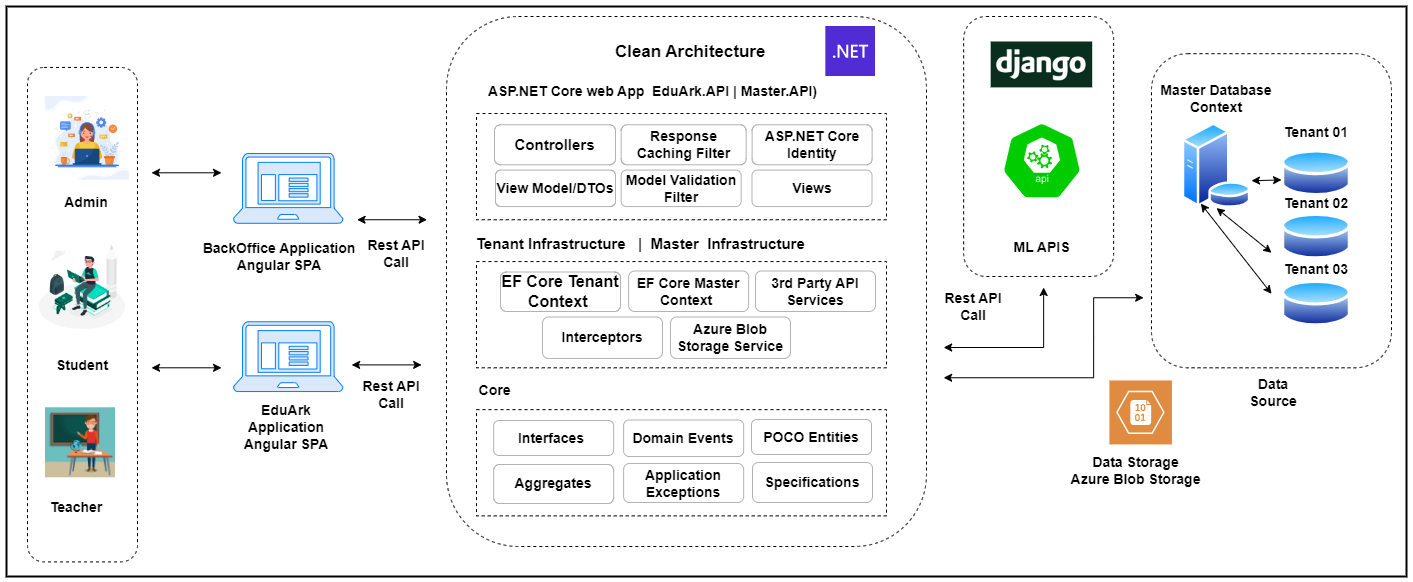 Admin
Student
Teacher
BackOffice Application
Angular SPA
EduArk
Application
Angular SPA
Rest API
Call
Rest API
Call
Clean Architecture
.NET
ASP.NET Core web App  EduArk.API | Master.API)
Controllers
Response
Caching Filter
ASP.NET Core
Identity
View Model/DTOs
Model Validation
Filter
Views
Tenant Infrastructure   |  Master  Infrastructure
EF Core Tenant
Context
EF Core Master
Context
3rd Party API
Services
Interceptors
Azure Blob
Storage Service
Core
Interfaces
Domain Events
POCO Entities
Aggregates
Application
Exceptions
Specifications
django
api
ML APIS
Rest API
Call
Master Database
Context
Tenant 01
Tenant 02
Tenant 03
Data
Source
10
01
Data Storage
Azure Blob Storage